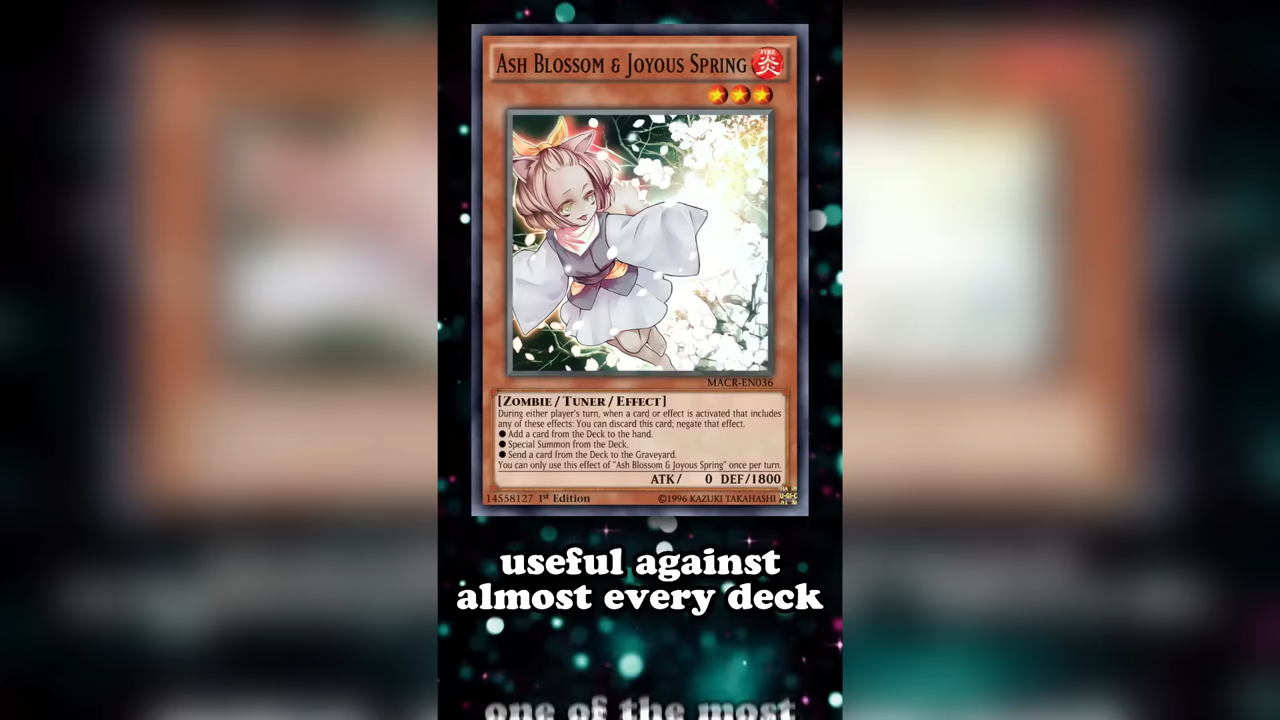 Ash Blossom & Joyous Spring
FIRE
炎
MACR-EN036
[Zombie / Tuner / Effect]
During either player's turn, when a card or effect is activated that includes
any of these effects: You can discard this card; negate that effect.
● Add a card from the Deck to the hand.
● Special Summon from the Deck.
● Send a card from the Deck to the Graveyard.
You can only use this effect of "Ash Blossom & Joyous Spring" once per turn.
ATK/ 0 DEF/1800
14558127 1st Edition ©1996 KAZUKI TAKAHASHI
useful against
almost every deck
one of the most